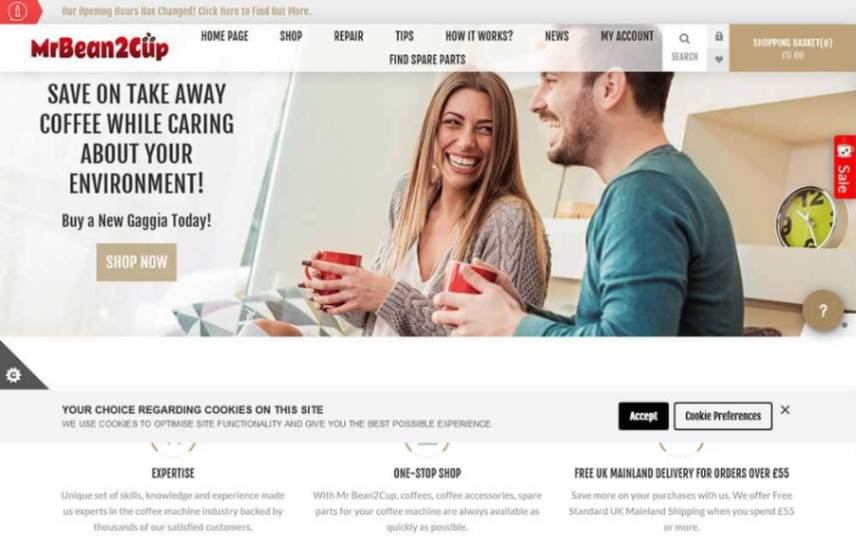 Our Opening Hours Has Changed! Click Here to Find Out More.
MrBean2Cup
HOME PAGE SHOP REPAIR TIPS HOW IT WORKS? NEWS MY ACCOUNT
FIND SPARE PARTS
SEARCH
SHOPPING BASKET(0)
£0.00
SAVE ON TAKE AWAY
COFFEE WHILE CARING
ABOUT YOUR
ENVIRONMENT!
Buy a New Gaggia Today!
SHOP NOW
Sale
12
?
YOUR CHOICE REGARDING COOKIES ON THIS SITE
WE USE COOKIES TO OPTIMISE SITE FUNCTIONALITY AND GIVE YOU THE BEST POSSIBLE EXPERIENCE.
Accept
Cookie Preferences
EXPERTISE
Unique set of skills, knowledge and experience made
us experts in the coffee machine industry backed by
thousands of our satisfied customers.
ONE-STOP SHOP
With Mr Bean2Cup, coffees, coffee accessories, spare
parts for your coffee machine are always available as
quickly as possible.
FREE UK MAINLAND DELIVERY FOR ORDERS OVER £55
Save more on your purchases with us. We offer Free
Standard UK Mainland Shipping when you spend £55
or more.